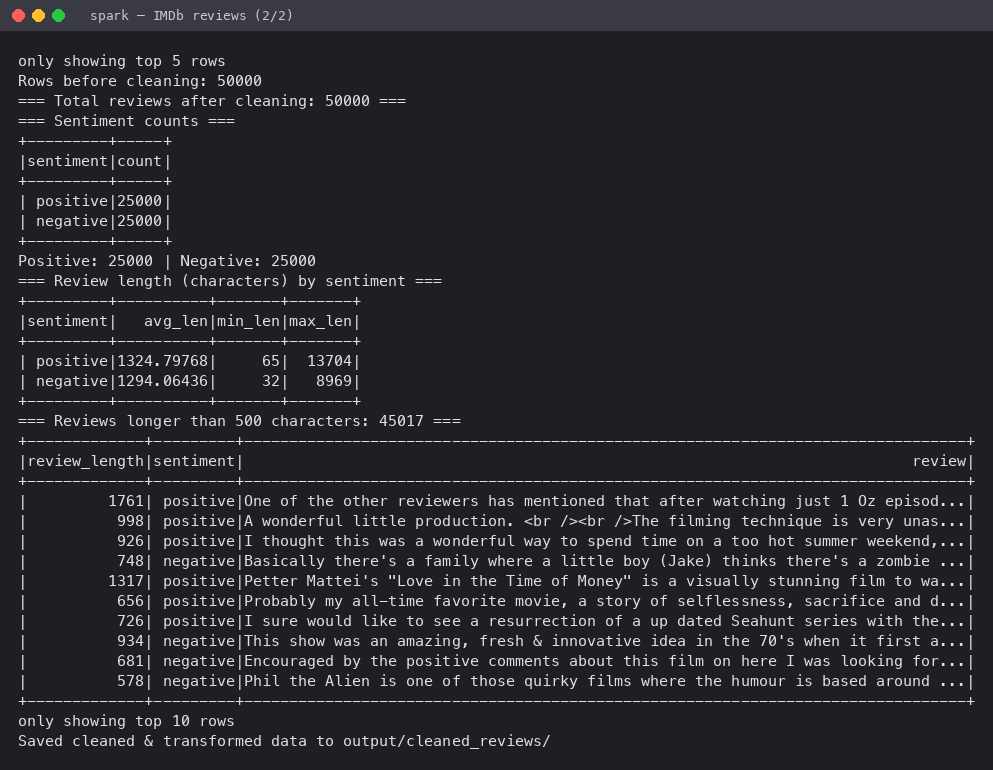 spark — IMDb reviews (2/2)
only showing top 5 rows
Rows before cleaning: 50000
=== Total reviews after cleaning: 50000 ===
=== Sentiment counts ===
+---------+-----+
|sentiment|count|
+---------+-----+
| positive|25000|
| negative|25000|
+---------+-----+
Positive: 25000 | Negative: 25000
=== Review length (characters) by sentiment ===
+---------+----------+-------+-------+
|sentiment|   avg_len|min_len|max_len|
+---------+----------+-------+-------+
| positive|1324.79768|     65|  13704|
| negative|1294.06436|     32|   8969|
+---------+----------+-------+-------+
=== Reviews longer than 500 characters: 45017 ===
+-------------+---------+--------------------------------------------------------------------------------+
|review_length|sentiment|                                                                          review|
+-------------+---------+--------------------------------------------------------------------------------+
|         1761| positive|One of the other reviewers has mentioned that after watching just 1 Oz episod...|
|          998| positive|A wonderful little production. <br /><br />The filming technique is very unas...|
|          926| positive|I thought this was a wonderful way to spend time on a too hot summer weekend,...|
|          748| negative|Basically there's a family where a little boy (Jake) thinks there's a zombie ...|
|         1317| positive|Petter Mattei's "Love in the Time of Money" is a visually stunning film to wa...|
|          656| positive|Probably my all-time favorite movie, a story of selflessness, sacrifice and d...|
|          726| positive|I sure would like to see a resurrection of a up dated Seahunt series with the...|
|          934| negative|This show was an amazing, fresh & innovative idea in the 70's when it first a...|
|          681| negative|Encouraged by the positive comments about this film on here I was looking for...|
|          578| negative|Phil the Alien is one of those quirky films where the humour is based around ...|
+-------------+---------+--------------------------------------------------------------------------------+
only showing top 10 rows
Saved cleaned & transformed data to output/cleaned_reviews/